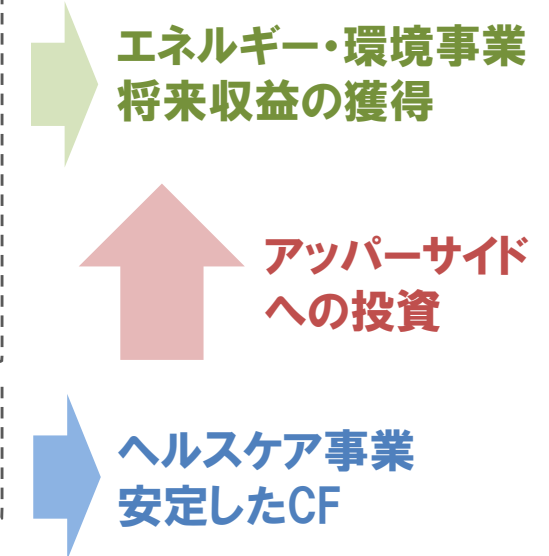 エネルギー・環境事業
将来収益の獲得
アッパーサイド
への投資
ヘルスケア事業
安定したCF